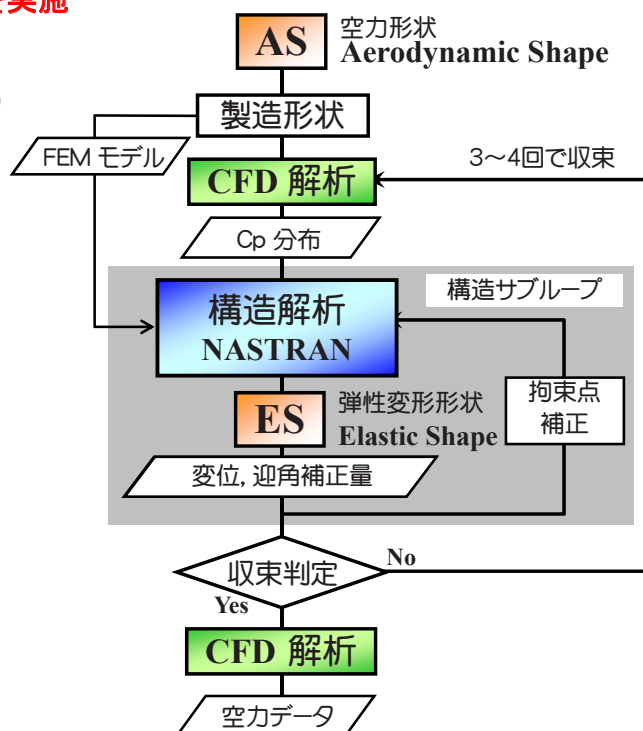 を実施
AS
空力形状
Aerodynamic Shape
製造形状
FEM モデル
3~4回で収束
CFD 解析
Cp 分布
構造サブループ
構造解析
NASTRAN
拘束点
補正
ES
弾性変形形状
Elastic Shape
変位, 迎角補正量
収束判定
No
Yes
CFD 解析
空力データ